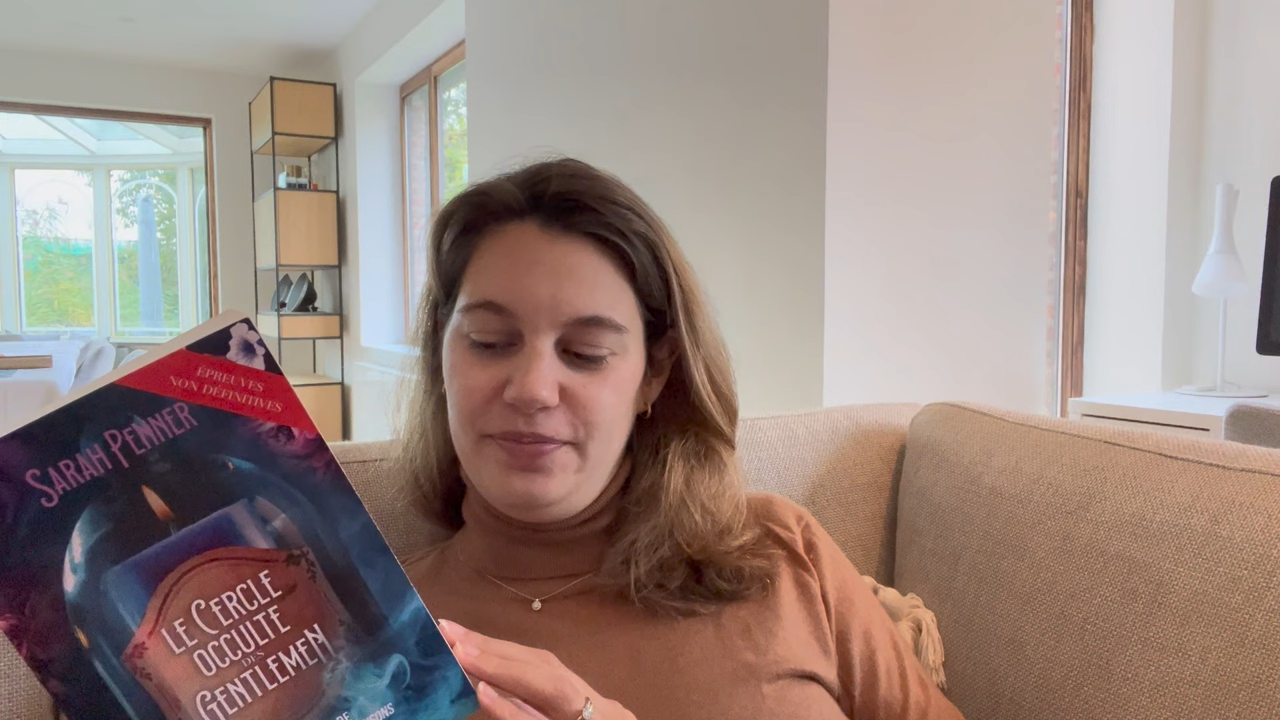 ÉPREUVES
NON DÉFINITIVES
SARAH PENNER
LE CERCLE
OCCULTE
DES
GENTLEMEN